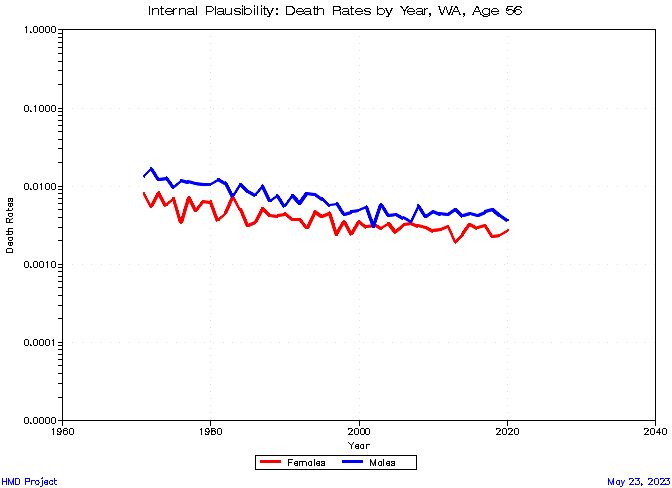 Internal Plausibility: Death Rates by Year, WA, Age 56
1.0000
0.1000
0.0100
0.0010
0.0001
0.0000
Death Rates
1960
1980
2000
2020
2040
Year
Females
Males
HMD Project
May 23, 2023